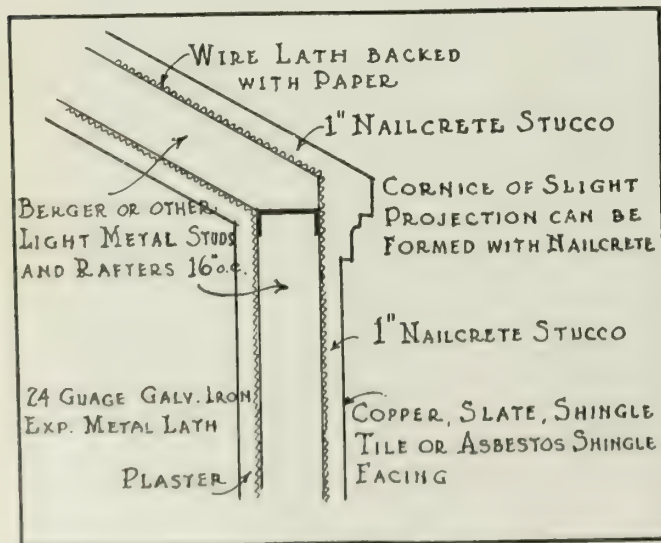 WIRE LATH BACKED
WITH PAPER
1" NAILCRETE STUCCO
CORNICE OF SLIGHT
PROJECTION CAN BE
FORMED WITH NAILCRETE
BERGER OR OTHER
LIGHT METAL STUDS
AND RAFTERS 16" O.C.
1" NAILCRETE STUCCO
24 GUAGE GALV. IRON
EXP. METAL LATH
COPPER, SLATE, SHINGLE
TILE OR ASBESTOS SHINGLE
FACING
PLASTER